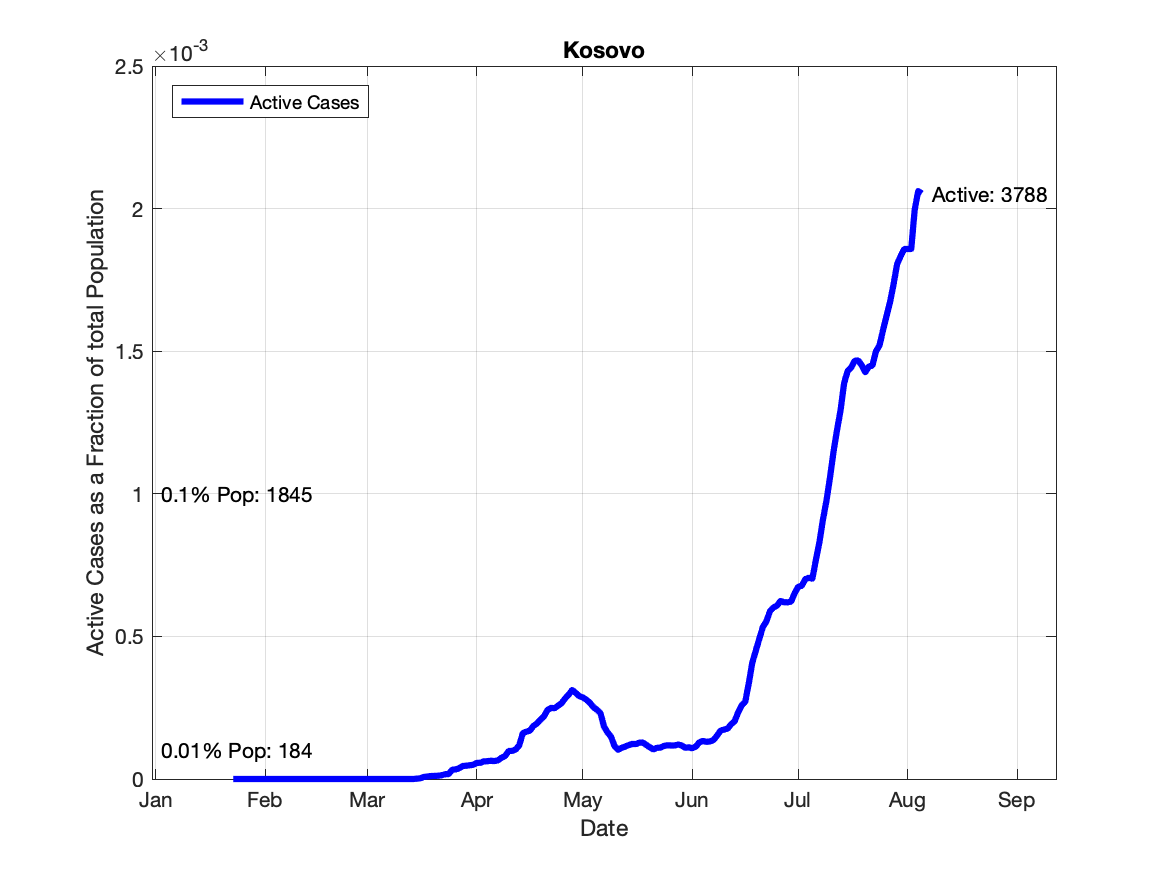 Kosovo
×10-3
2.5
2
1.5
1
0.5
0
Active Cases
Active: 3788
0.1% Pop: 1845
0.01% Pop: 184
Active Cases as a Fraction of total Population
Jan Feb Mar Apr May Jun Jul Aug Sep
Date